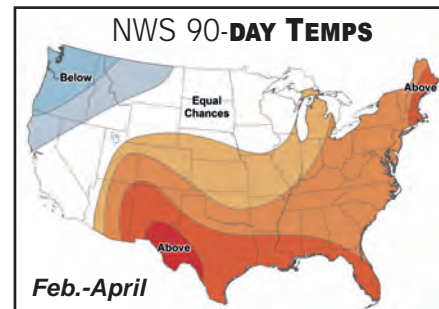 NWS 90-DAY TEMPS
Below
Equal
Chances
Above
Above
Feb.-April